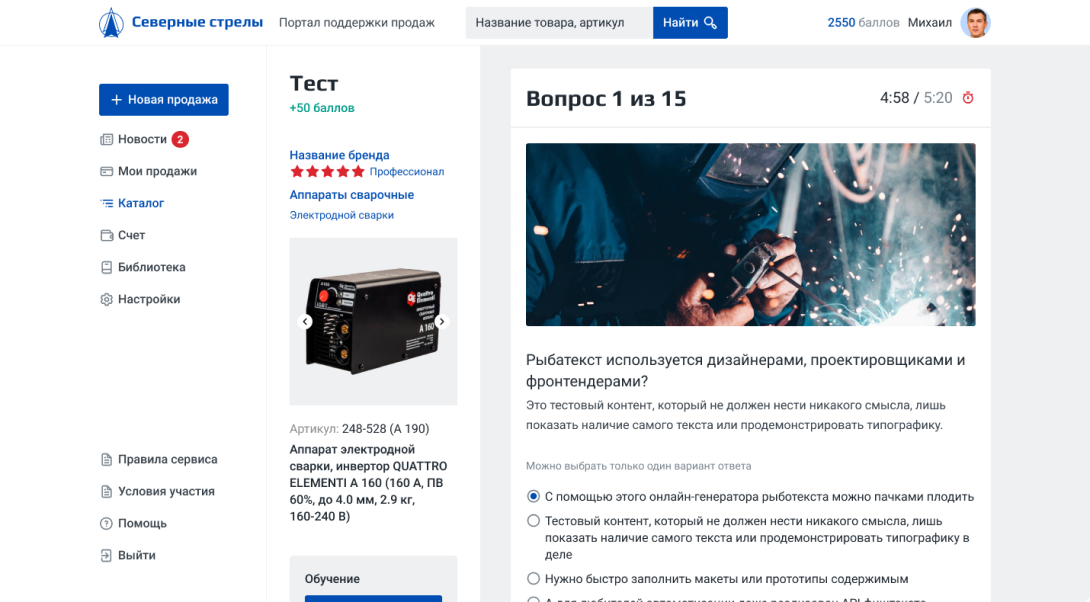 Северные стрелы
Портал поддержки продаж
Название товара, артикул
Найти
2550 баллов
Михаил
Новая продажа
Новости 2
Мои продажи
Каталог
Счет
Библиотека
Настройки
Правила сервиса
Условия участия
Помощь
Выйти
Тест
+50 баллов
Название бренда
Профессионал
Аппараты сварочные
Электродной сварки
Quattro
Elementi
A 160
Артикул: 248-528 (A 190)
Аппарат электродной
сварки, инвертор QUATTRO
ELEMENTI A 160 (160 А, ПВ
60%, до 4.0 мм, 2.9 кг,
160-240 В)
Обучение
Вопрос 1 из 15
4:58 / 5:20
Рыбатекст используется дизайнерами, проектировщиками и
фронтендерами?
Это тестовый контент, который не должен нести никакого смысла, лишь
показать наличие самого текста или продемонстрировать типографику.
Можно выбрать только один вариант ответа
С помощью этого онлайн-генератора рыботекста можно пачками плодить
Тестовый контент, который не должен нести никакого смысла, лишь
показать наличие самого текста или продемонстрировать типографику в
деле
Нужно быстро заполнить макеты или прототипы содержимым